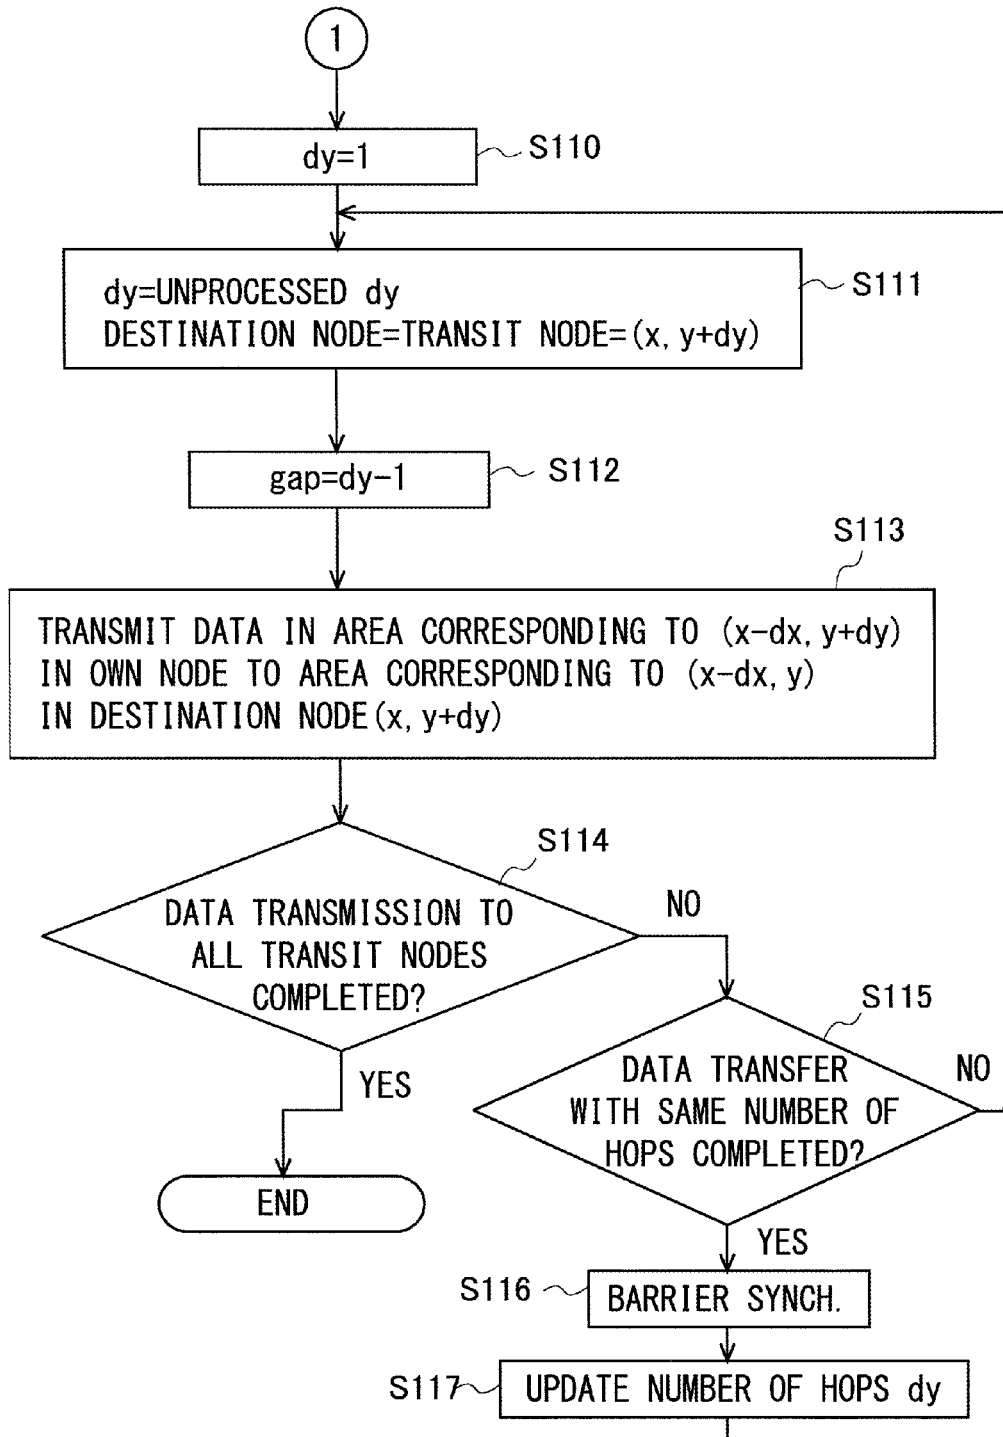 1
dy=1
S110
dy=UNPROCESSED dy
DESTINATION NODE=TRANSIT NODE=(x, y+dy)
S111
gap=dy-1
S112
S113
TRANSMIT DATA IN AREA CORRESPONDING TO (x-dx, y+dy)
IN OWN NODE TO AREA CORRESPONDING TO (x-dx, y)
IN DESTINATION NODE(x, y+dy)
S114
DATA TRANSMISSION TO
ALL TRANSIT NODES
COMPLETED?
NO
YES
END
S115
DATA TRANSFER
WITH SAME NUMBER OF
HOPS COMPLETED?
NO
YES
S116
BARRIER SYNCH.
S117
UPDATE NUMBER OF HOPS dy